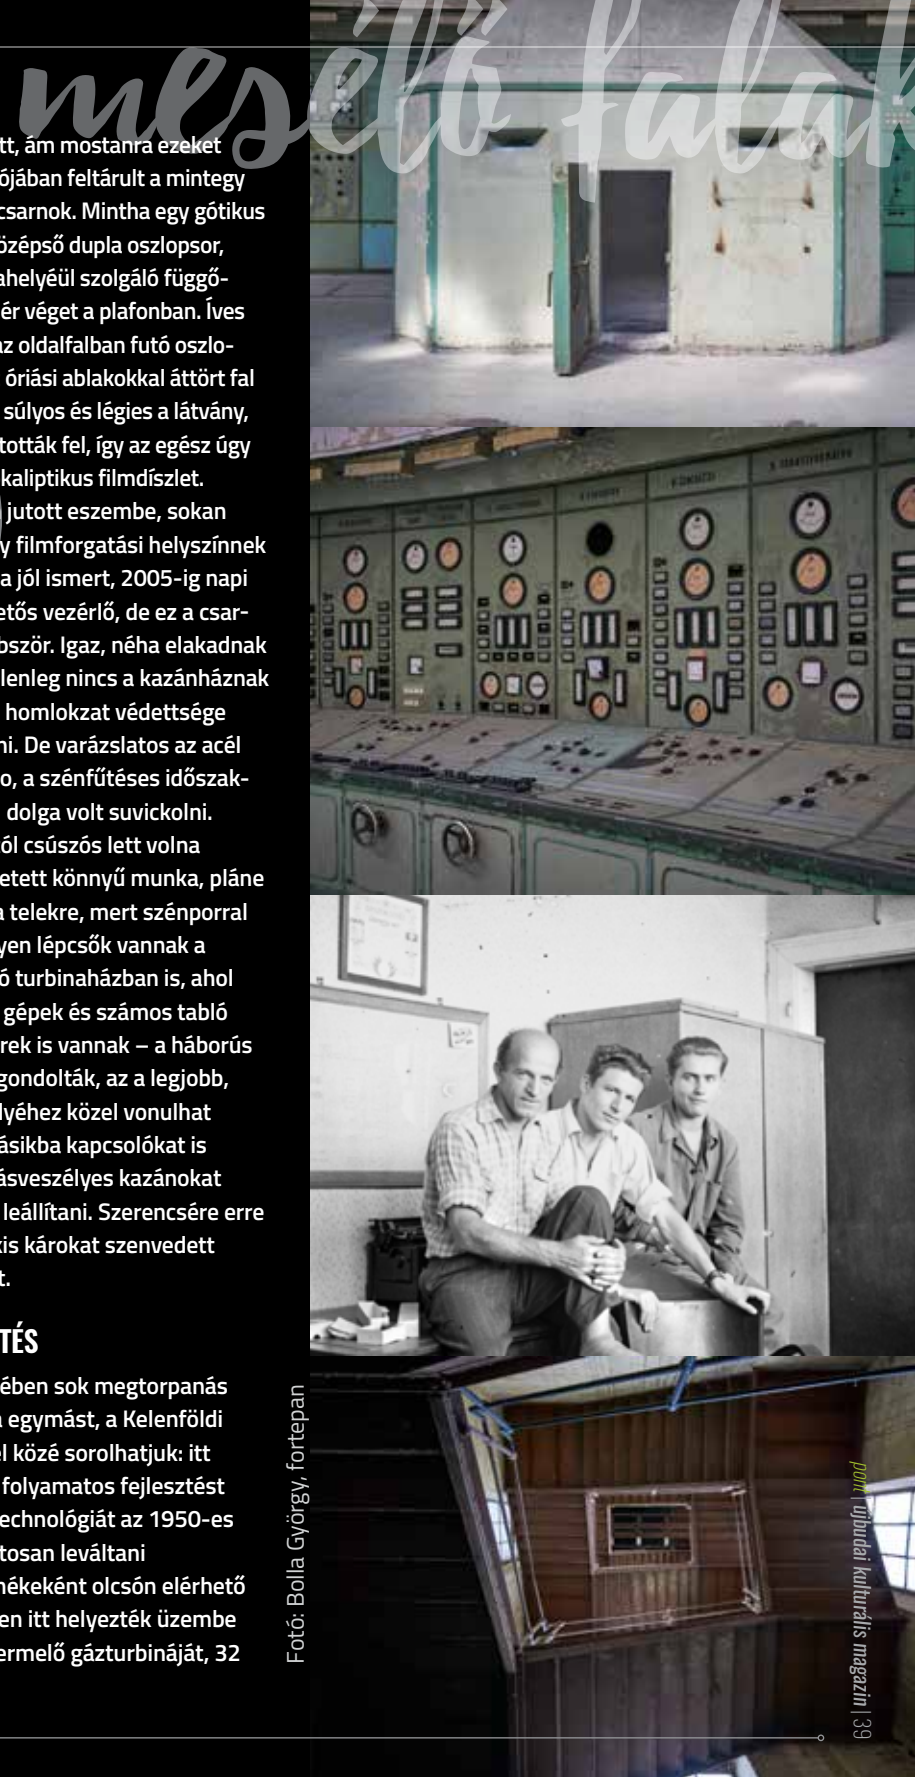 mesélő falak
tt, ám mostanra ezeket
ójában feltárult a mintegy
csarnok. Mintha egy gótikus
özépső dupla oszlopsor,
ahelyéül szolgáló függő-
ér véget a plafonban. Íves
az oldalfalban futó oszlo-
óriási ablakokkal áttört fal
súlyos és légies a látvány,
tották fel, így az egész úgy
kaliptikus filmdíszlet.
jutott eszembe, sokan
y filmforgatási helyszínnek
a jól ismert, 2005-ig napi
etős vezérlő, de ez a csar-
bször. Igaz, néha elakadnak
lenleg nincs a kazánháznak
homlokzat védettsége
ni. De varázslatos az acél
o, a szénfűtéses időszak-
dolga volt suvickolni.
ól csúszós lett volna
etett könnyű munka, pláne
a telekre, mert szénporral
yen lépcsők vannak a
ó turbinaházban is, ahol
gépek és számos tabló
rek is vannak – a háborús
gondolták, az a legjobb,
lyéhez közel vonulhat
ásikba kapcsolókat is
ásveszélyes kazánokat
leállítani. Szerencsére erre
kis károkat szenvedett
t.
TÉS
ében sok megtorpanás
a egymást, a Kelenföldi
el közé sorolhatjuk: itt
folyamatos fejlesztést
echnológiát az 1950-es
tosan leváltani
nékeként olcsón elérhető
en itt helyezték üzembe
ermelő gázturbináját, 32
Fotó: Bolla György, fortepan
pont | újbudai kulturális magazin | 39